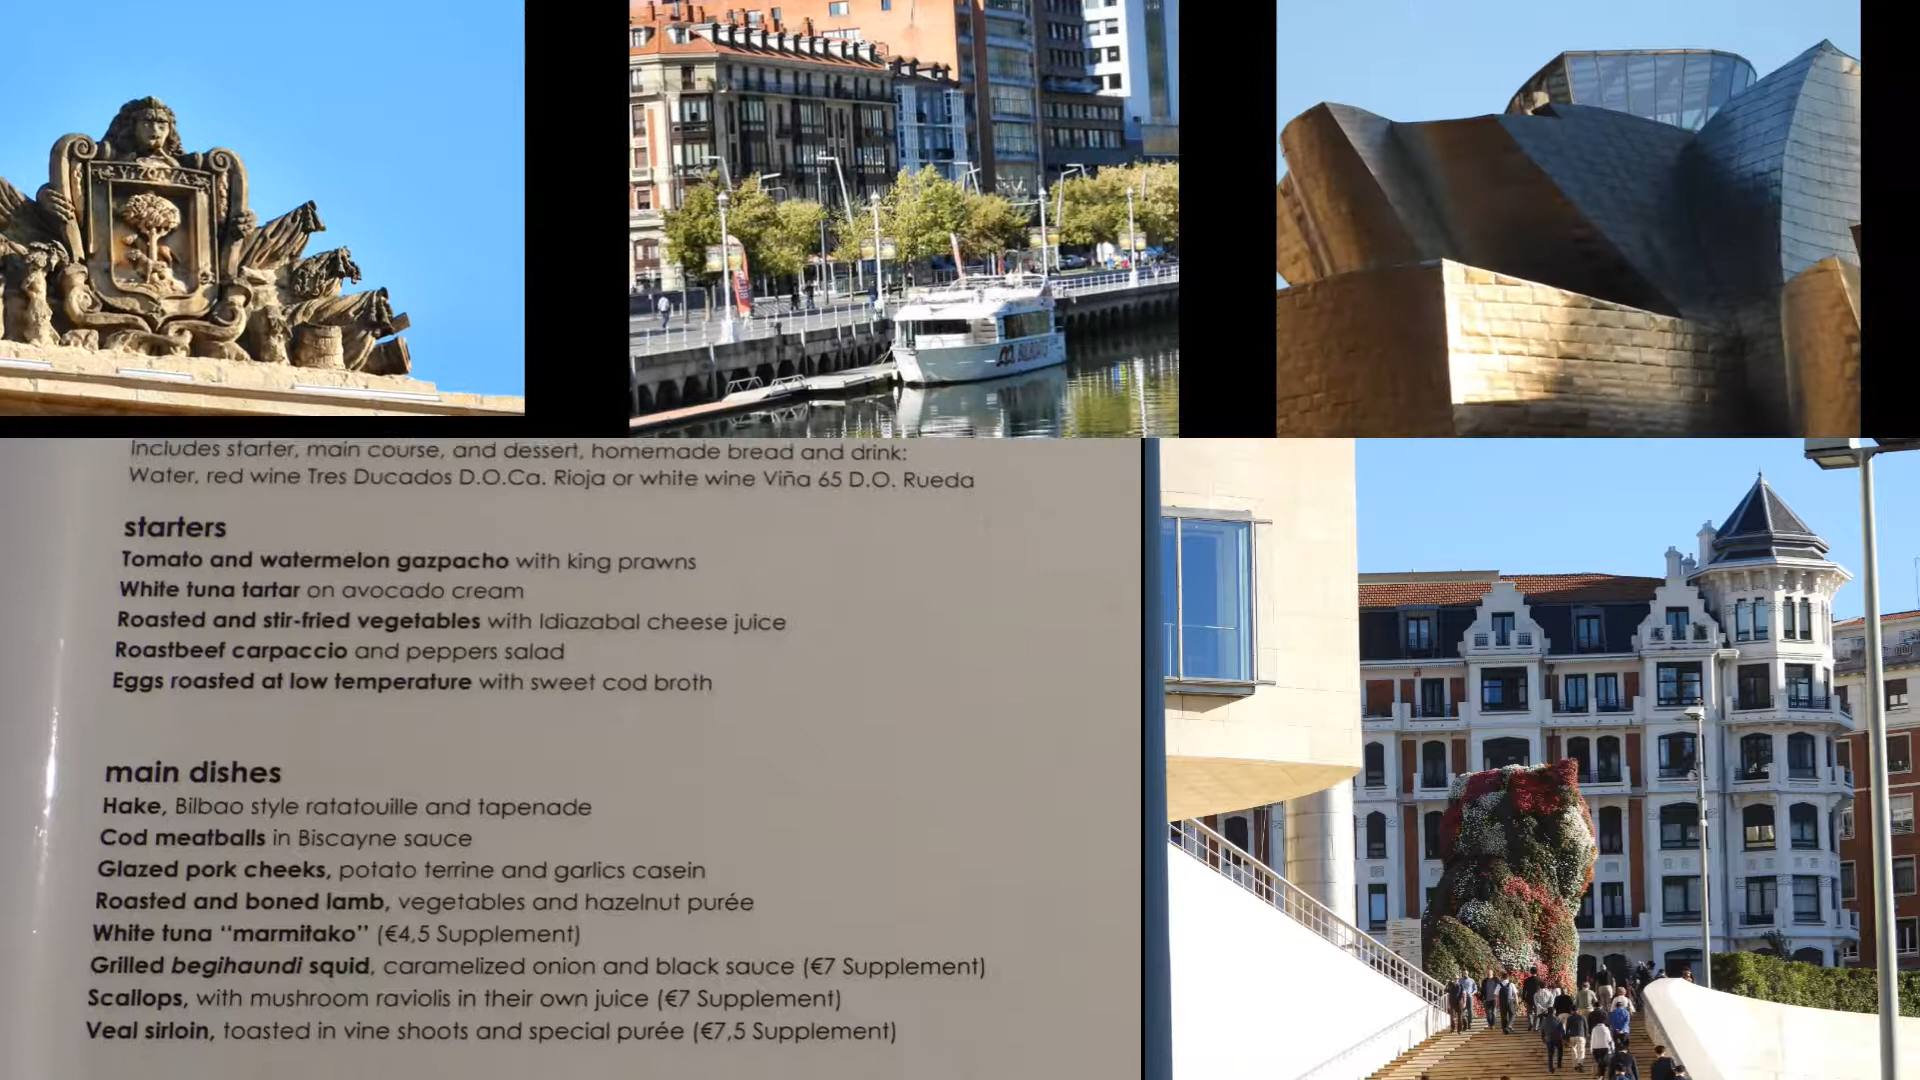 VIZCAYA
BILBOATS
Includes starter, main course, and dessert, homemade bread and drink:
Water, red wine Tres Ducados D.O.Ca. Rioja or white wine Viña 65 D.O. Rueda
starters
Tomato and watermelon gazpacho with king prawns
White tuna tartar on avocado cream
Roasted and stir-fried vegetables with Idiazabal cheese juice
Roastbeef carpaccio and peppers salad
Eggs roasted at low temperature with sweet cod broth
main dishes
Hake, Bilbao style ratatouille and tapenade
Cod meatballs in Biscayne sauce
Glazed pork cheeks, potato terrine and garlics casein
Roasted and boned lamb, vegetables and hazelnut purée
White tuna “marmitako” (€4,5 Supplement)
Grilled begihaundi squid, caramelized onion and black sauce (€7 Supplement)
Scallops, with mushroom raviolis in their own juice (€7 Supplement)
Veal sirloin, toasted in vine shoots and special purée (€7,5 Supplement)